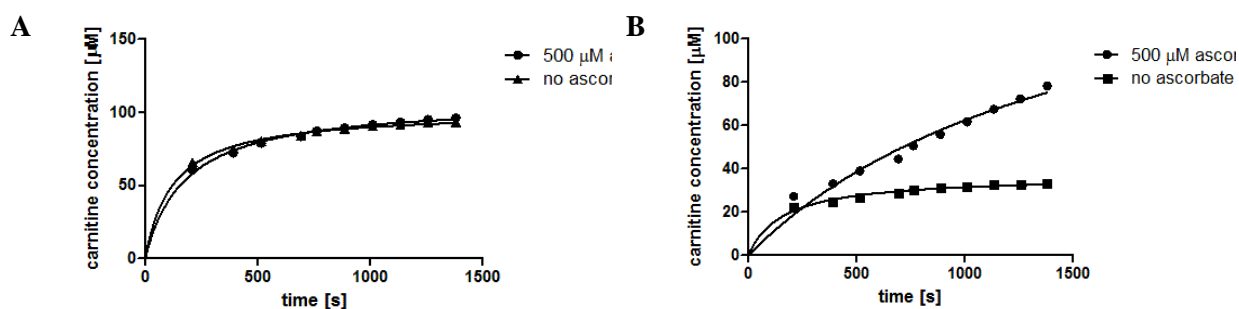 A
carnitine concentration [µM]
150
100
50
0
0 500 1000 1500
time [s]
500 µM
no ascor
B
carnitine concentration [µM]
100
80
60
40
20
0
0 500 1000 1500
time [s]
500 µM ascor
no ascorbate